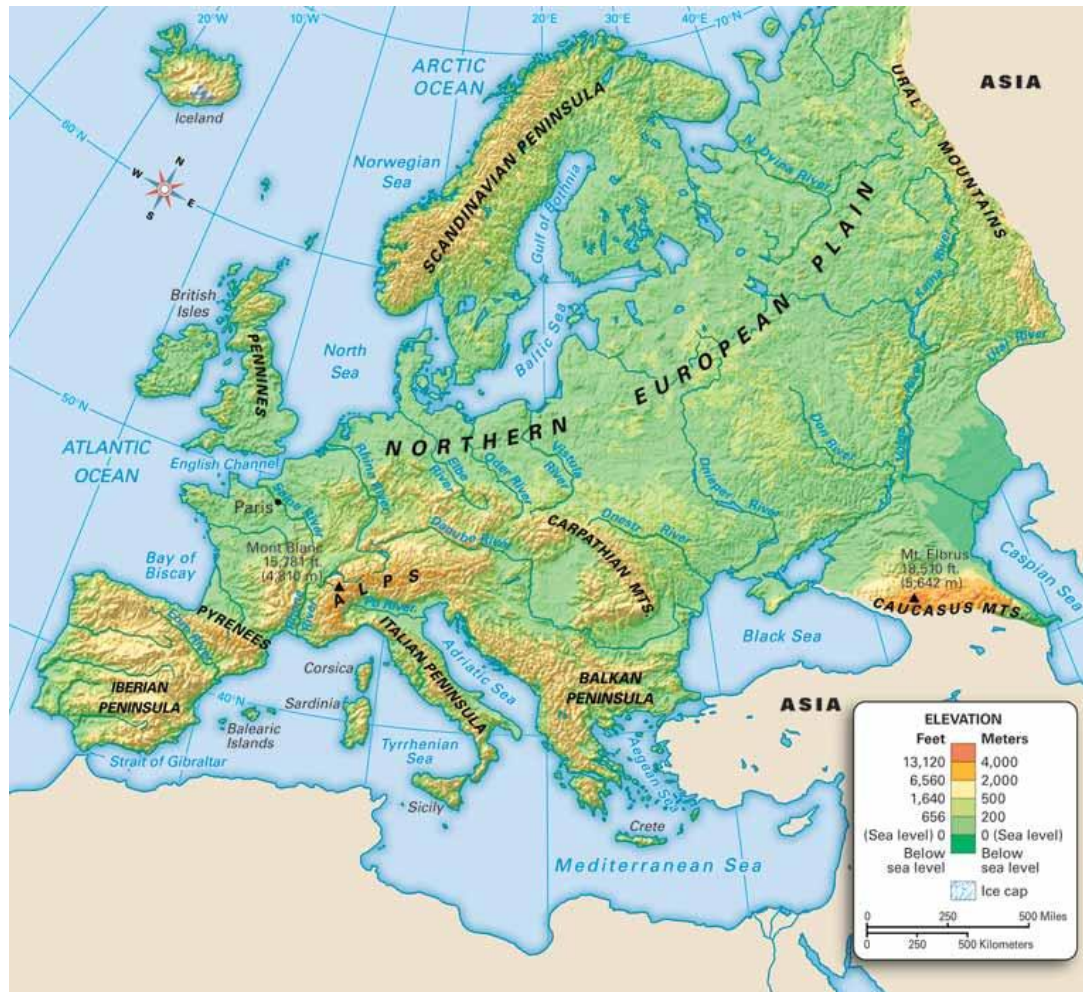 20°W
10°W
0°
10°E
20°E
30°E
40°E
70°N
ARCTIC
OCEAN
ASIA
URAL MOUNTAINS
Iceland
60°N
N
W
E
S
Norwegian
Sea
SCANDINAVIAN PENINSULA
Gulf of Bothnia
N. Dvina River
Kama River
British
Isles
PENNINES
North
Sea
Baltic Sea
NORTHERN EUROPEAN PLAIN
Ural River
50°N
ATLANTIC
OCEAN
English Channel
Rhine River
Elbe
River
Oder River
Vistula
River
Dnieper River
Don River
Volga River
Paris
Seine River
Mont Blanc
15,781 ft.
(4,810 m)
Danube River
CARPATHIAN MTS.
Dnestr River
Bay of
Biscay
ALPS
Mt. Elbrus
18,510 ft.
(5,642 m)
Caspian Sea
CAUCASUS MTS.
PYRENEES
Ebro River
River
Po River
ITALIAN PENINSULA
Adriatic Sea
Black Sea
Corsica
IBERIAN
PENINSULA
40°N
Sardinia
BALKAN
PENINSULA
ASIA
Balearic
Islands
Tyrrhenian
Sea
Aegean Sea
Strait of Gibraltar
Sicily
Crete
Mediterranean Sea
ELEVATION
Feet Meters
13,120 4,000
6,560 2,000
1,640 500
656 200
(Sea level) 0 0 (Sea level)
Below Below
sea level sea level
Ice cap
0 250 500 Miles
0 250 500 Kilometers